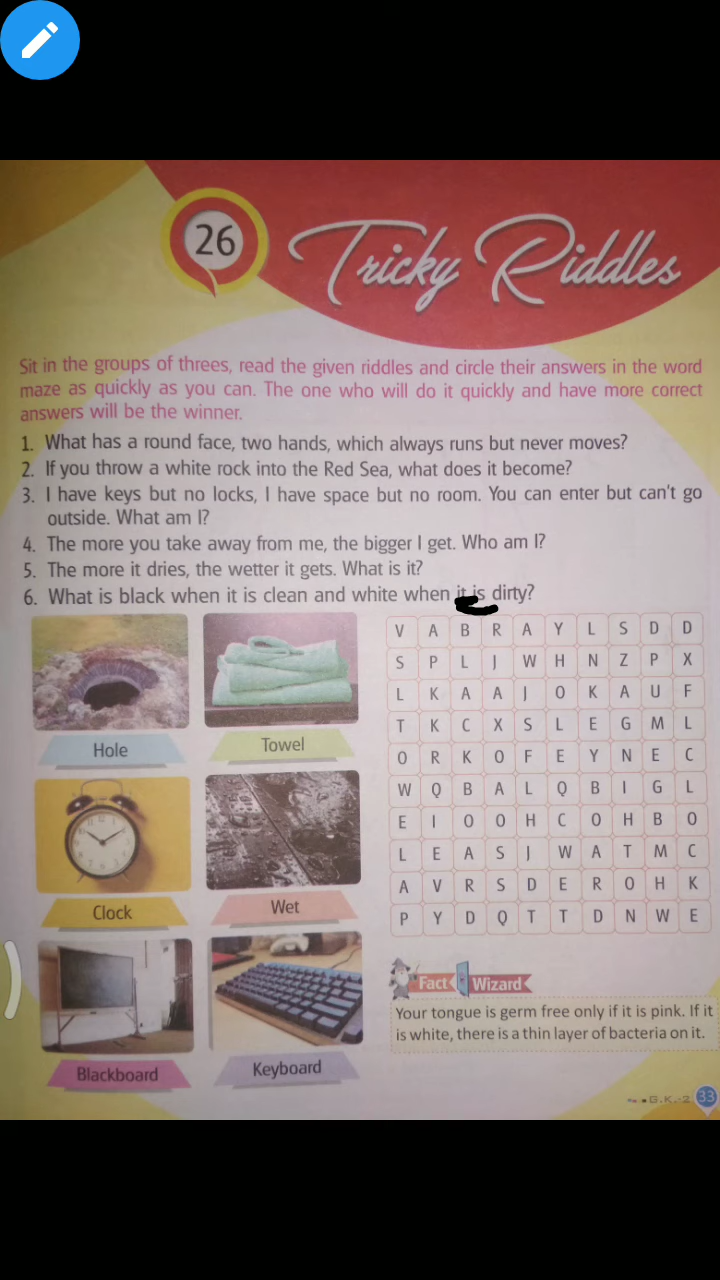 26
Tricky Riddles
Sit in the groups of threes, read the given riddles and circle their answers in the word
maze as quickly as you can. The one who will do it quickly and have more correct
answers will be the winner.
1. What has a round face, two hands, which always runs but never moves?
2. If you throw a white rock into the Red Sea, what does it become?
3. I have keys but no locks, I have space but no room. You can enter but can't go
outside. What am I?
4. The more you take away from me, the bigger I get. Who am I?
5. The more it dries, the wetter it gets. What is it?
6. What is black when it is clean and white when it is dirty?
Hole
Towel
Clock
Wet
Blackboard
Keyboard
V A B R A Y L S D D
S P L J W H N Z P X
L K A A J O K A U F
T K C X S L E G M L
O R K O F E Y N E C
W Q B A L Q B I G L
E I O O H C O H B O
L E A S J W A T M C
A V R S D E R O H K
P Y D Q T T D N W E
Fact Wizard
Your tongue is germ free only if it is pink. If it
is white, there is a thin layer of bacteria on it.
G.K.-2 33